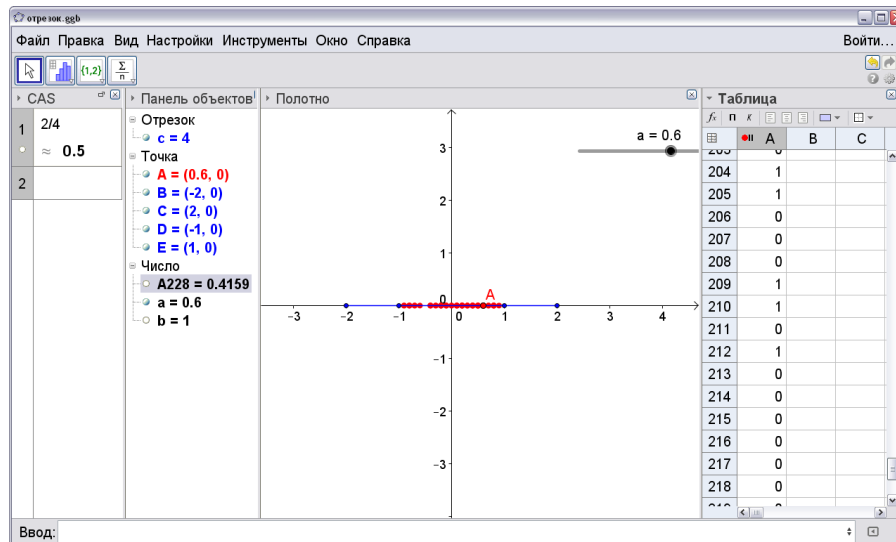 отрезок.ggb
Файл Правка Вид Настройки Инструменты Окно Справка
Войти...
{1,2}
Σ
n
CAS
1
2/4
≈ 0.5
2
Панель объектов
Отрезок
c = 4
Точка
A = (0.6, 0)
B = (-2, 0)
C = (2, 0)
D = (-1, 0)
E = (1, 0)
Число
A228 = 0.4159
a = 0.6
b = 1
Полотно
a = 0.6
3
2
1
0
A
-3 -2 -1 0 1 2 3 4
-1
-2
-3
Таблица
fx П К
A B C
203 0
204 1
205 1
206 0
207 0
208 0
209 1
210 1
211 0
212 1
213 0
214 0
215 0
216 0
217 0
218 0
Ввод: